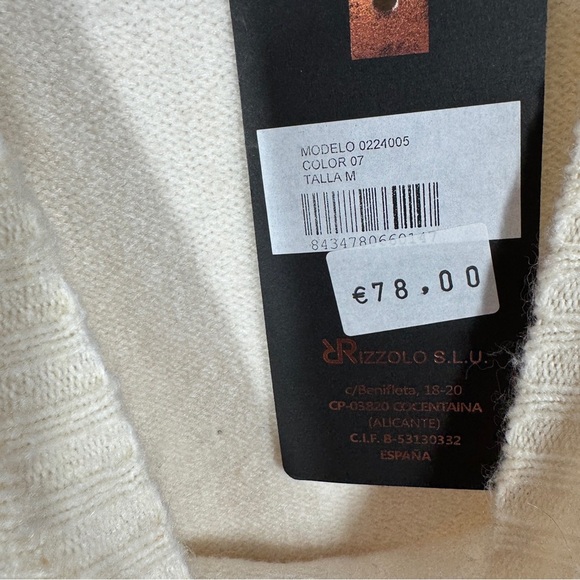 MODELO 0224005
COLOR 07
TALLA M
€78,00
RIZZOLO S.L.U.
c/Benifleta, 18-20
CP-03820 COCENTAINA
(ALICANTE)
C.I.F. B-53130332
ESPAÑA